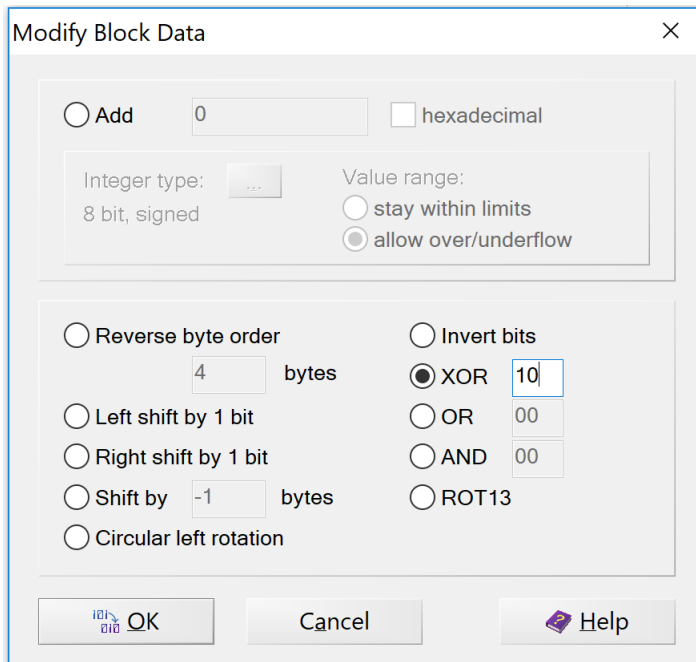 Modify Block Data
Add 0 hexadecimal
Integer type: ... Value range:
8 bit, signed stay within limits
allow over/underflow
Reverse byte order Invert bits
4 bytes XOR 10
Left shift by 1 bit OR 00
Right shift by 1 bit AND 00
Shift by -1 bytes ROT13
Circular left rotation
OK Cancel Help